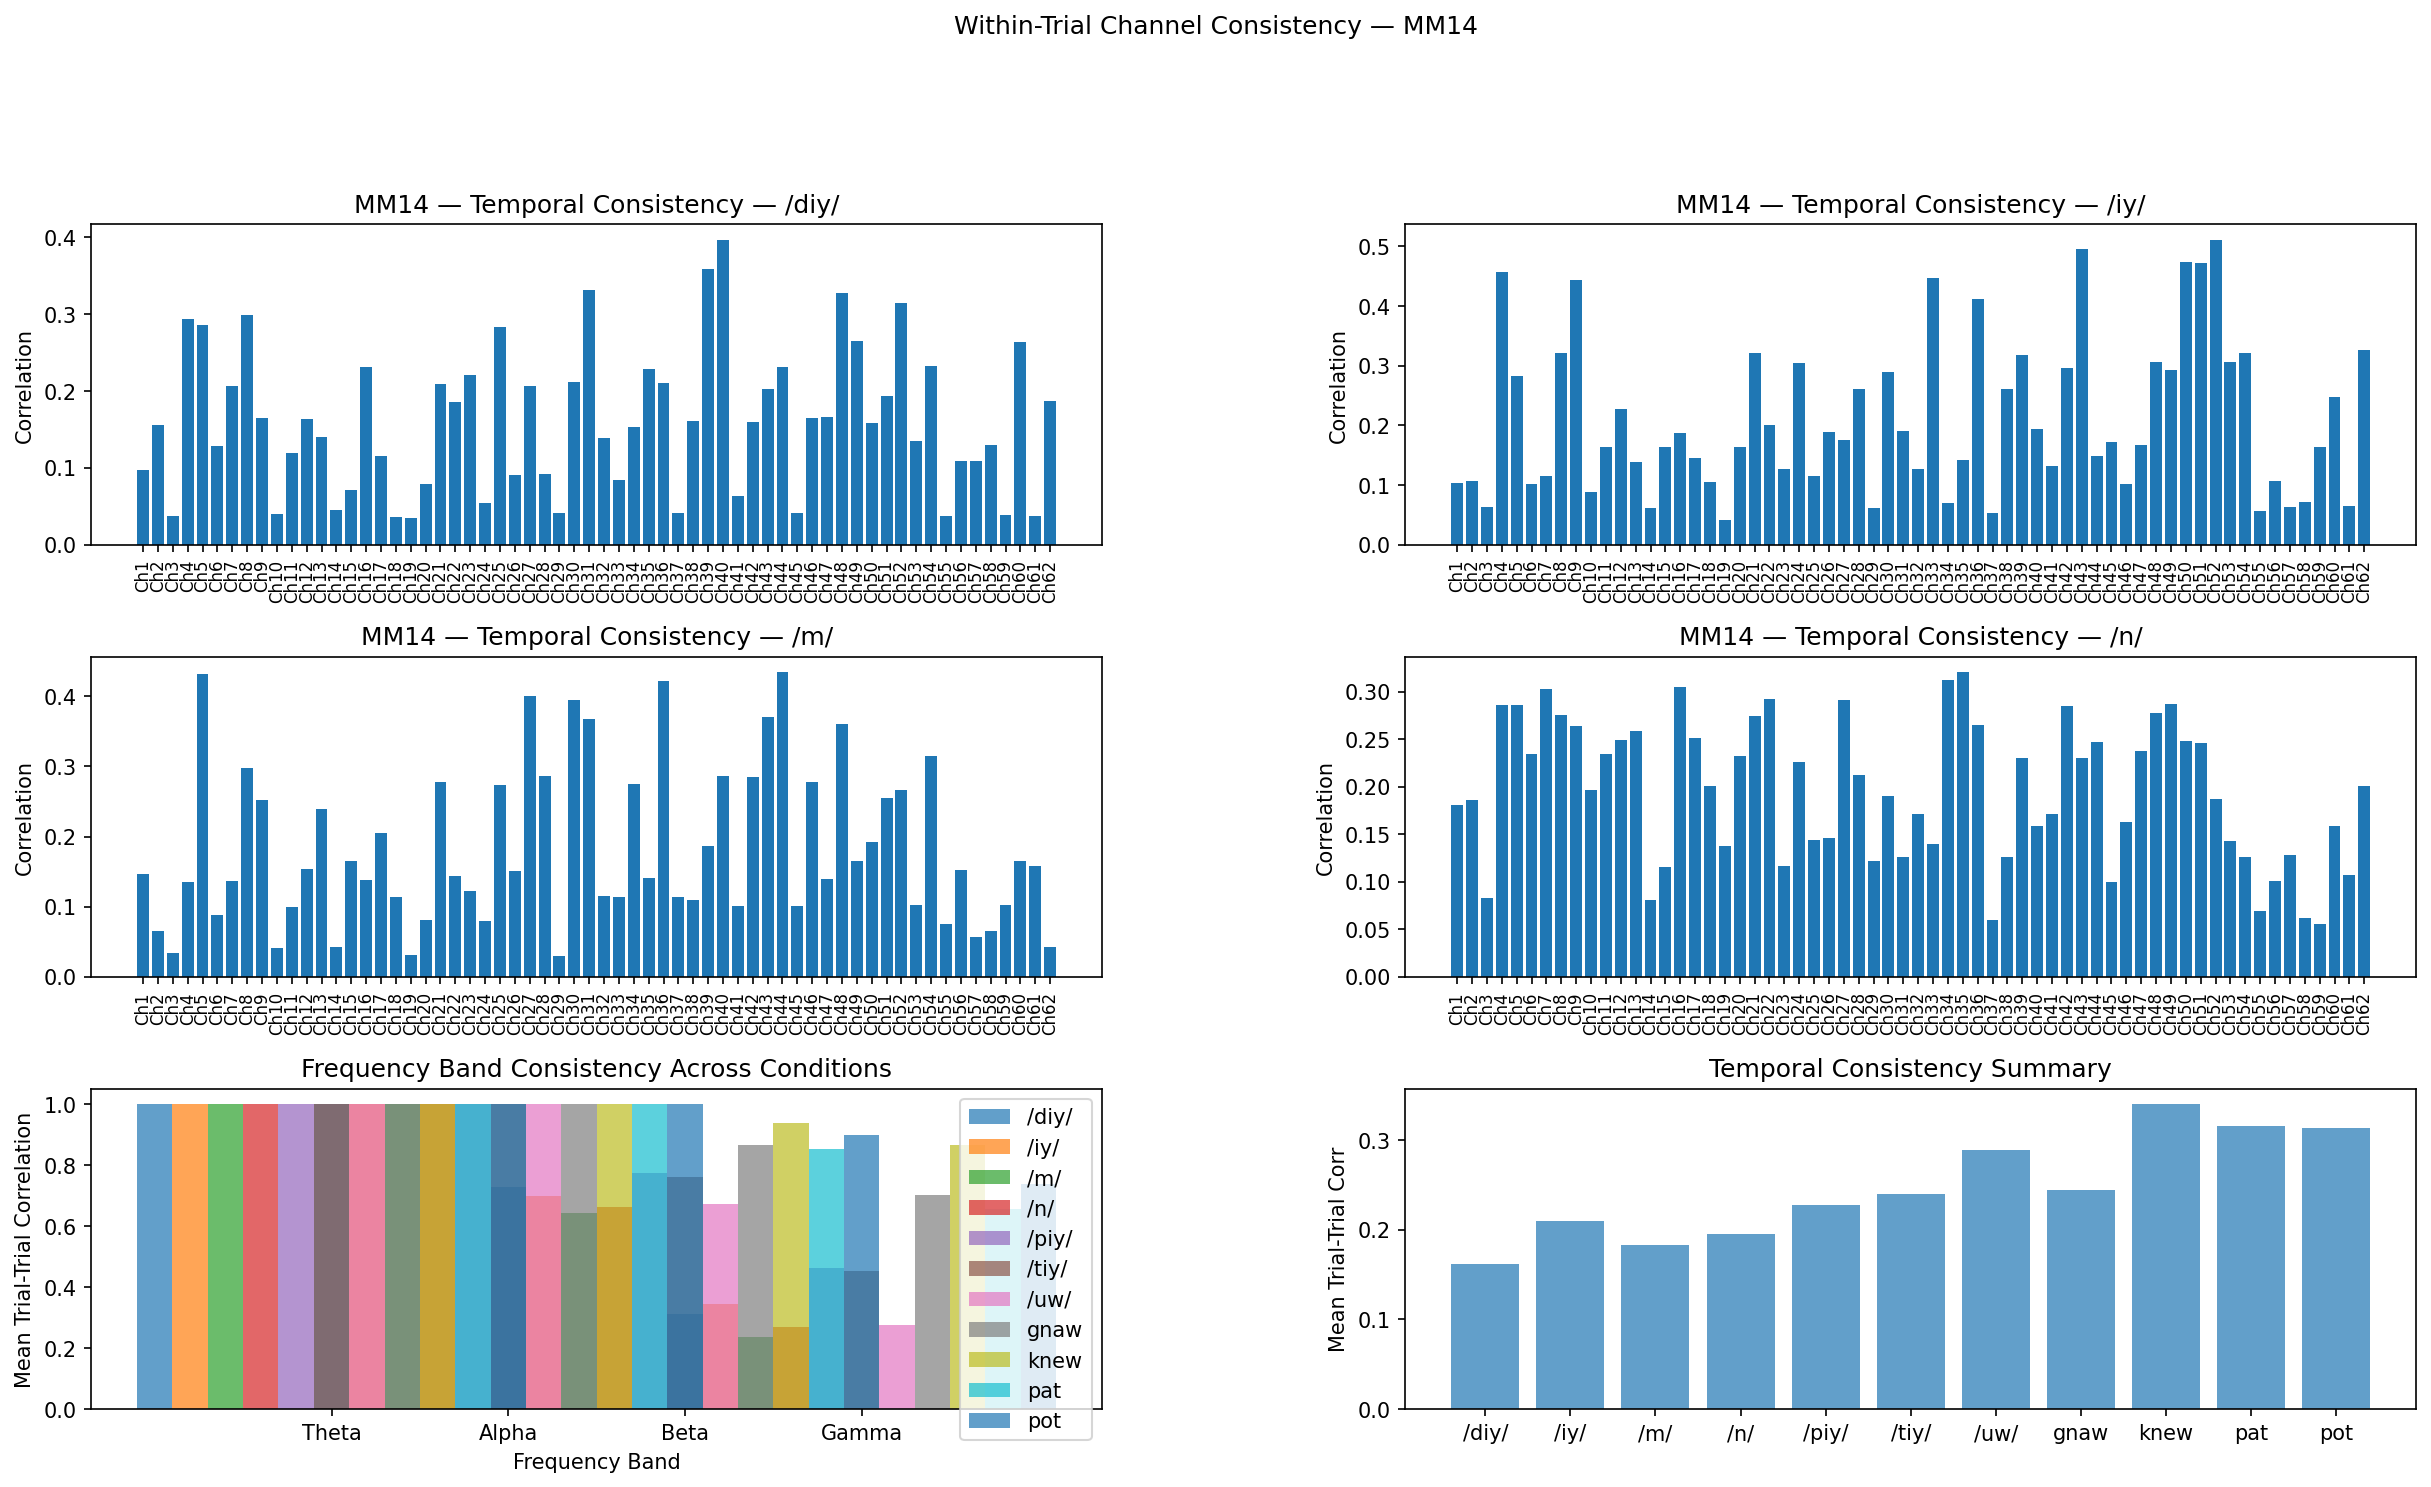 Within-Trial Channel Consistency — MM14
MM14 — Temporal Consistency — /diy/
Correlation
0.4
0.3
0.2
0.1
0.0
Ch1 Ch2 Ch3 Ch4 Ch5 Ch6 Ch7 Ch8 Ch9 Ch10 Ch11 Ch12 Ch13 Ch14 Ch15 Ch16 Ch17 Ch18 Ch19 Ch20 Ch21 Ch22 Ch23 Ch24 Ch25 Ch26 Ch27 Ch28 Ch29 Ch30 Ch31 Ch32 Ch33 Ch34 Ch35 Ch36 Ch37 Ch38 Ch39 Ch40 Ch41 Ch42 Ch43 Ch44 Ch45 Ch46 Ch47 Ch48 Ch49 Ch50 Ch51 Ch52 Ch53 Ch54 Ch55 Ch56 Ch57 Ch58 Ch59 Ch60 Ch61 Ch62
MM14 — Temporal Consistency — /iy/
Correlation
0.5
0.4
0.3
0.2
0.1
0.0
Ch1 Ch2 Ch3 Ch4 Ch5 Ch6 Ch7 Ch8 Ch9 Ch10 Ch11 Ch12 Ch13 Ch14 Ch15 Ch16 Ch17 Ch18 Ch19 Ch20 Ch21 Ch22 Ch23 Ch24 Ch25 Ch26 Ch27 Ch28 Ch29 Ch30 Ch31 Ch32 Ch33 Ch34 Ch35 Ch36 Ch37 Ch38 Ch39 Ch40 Ch41 Ch42 Ch43 Ch44 Ch45 Ch46 Ch47 Ch48 Ch49 Ch50 Ch51 Ch52 Ch53 Ch54 Ch55 Ch56 Ch57 Ch58 Ch59 Ch60 Ch61 Ch62
MM14 — Temporal Consistency — /m/
Correlation
0.4
0.3
0.2
0.1
0.0
Ch1 Ch2 Ch3 Ch4 Ch5 Ch6 Ch7 Ch8 Ch9 Ch10 Ch11 Ch12 Ch13 Ch14 Ch15 Ch16 Ch17 Ch18 Ch19 Ch20 Ch21 Ch22 Ch23 Ch24 Ch25 Ch26 Ch27 Ch28 Ch29 Ch30 Ch31 Ch32 Ch33 Ch34 Ch35 Ch36 Ch37 Ch38 Ch39 Ch40 Ch41 Ch42 Ch43 Ch44 Ch45 Ch46 Ch47 Ch48 Ch49 Ch50 Ch51 Ch52 Ch53 Ch54 Ch55 Ch56 Ch57 Ch58 Ch59 Ch60 Ch61 Ch62
MM14 — Temporal Consistency — /n/
Correlation
0.30
0.25
0.20
0.15
0.10
0.05
0.00
Ch1 Ch2 Ch3 Ch4 Ch5 Ch6 Ch7 Ch8 Ch9 Ch10 Ch11 Ch12 Ch13 Ch14 Ch15 Ch16 Ch17 Ch18 Ch19 Ch20 Ch21 Ch22 Ch23 Ch24 Ch25 Ch26 Ch27 Ch28 Ch29 Ch30 Ch31 Ch32 Ch33 Ch34 Ch35 Ch36 Ch37 Ch38 Ch39 Ch40 Ch41 Ch42 Ch43 Ch44 Ch45 Ch46 Ch47 Ch48 Ch49 Ch50 Ch51 Ch52 Ch53 Ch54 Ch55 Ch56 Ch57 Ch58 Ch59 Ch60 Ch61 Ch62
Frequency Band Consistency Across Conditions
Mean Trial-Trial Correlation
1.0
0.8
0.6
0.4
0.2
0.0
/diy/
/iy/
/m/
/n/
/piy/
/tiy/
/uw/
gnaw
knew
pat
pot
Theta Alpha Beta Gamma
Frequency Band
Temporal Consistency Summary
Mean Trial-Trial Corr
0.3
0.2
0.1
0.0
/diy/ /iy/ /m/ /n/ /piy/ /tiy/ /uw/ gnaw knew pat pot